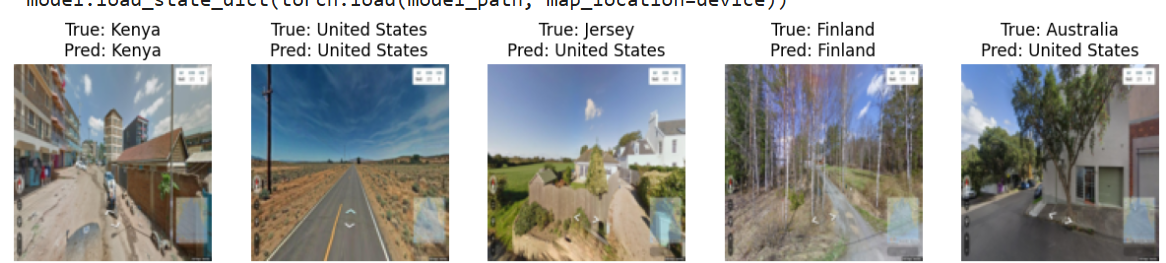 model.load_state_dict(torch.load(model_path, map_location=device))
True: Kenya
Pred: Kenya
True: United States
Pred: United States
True: Jersey
Pred: United States
True: Finland
Pred: Finland
True: Australia
Pred: United States